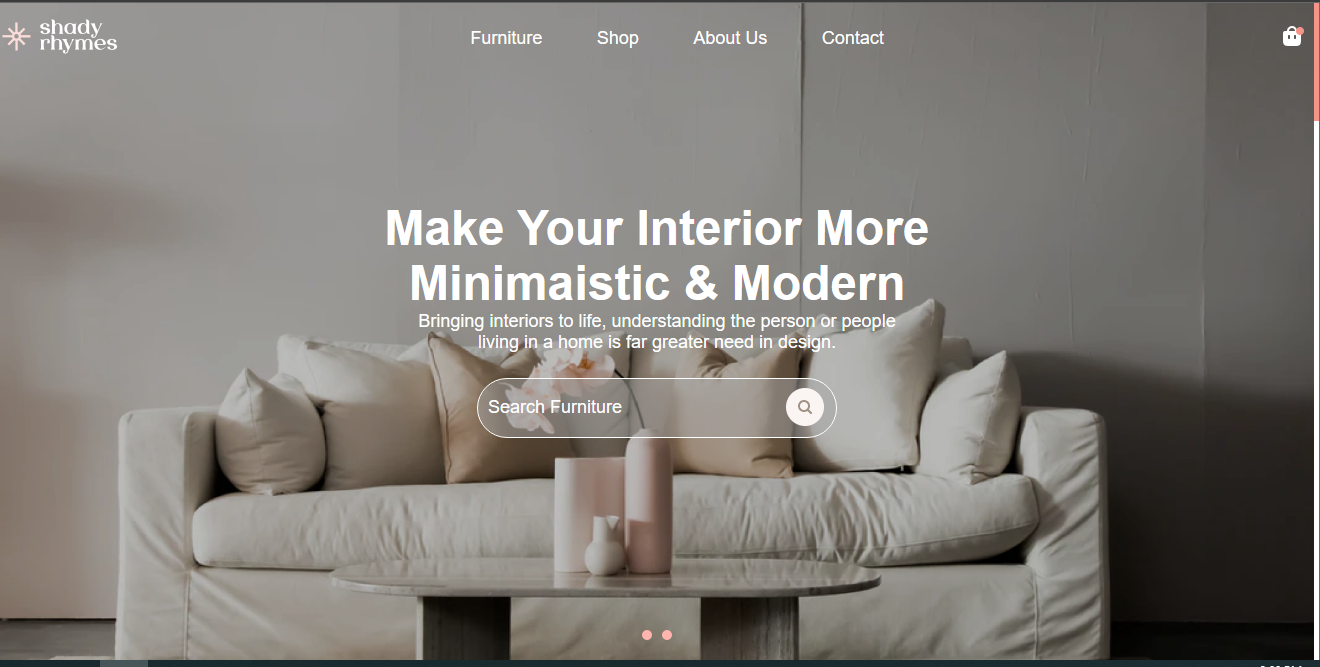 shady
rhymes
Furniture
Shop
About Us
Contact
Make Your Interior More
Minimaistic & Modern
Bringing interiors to life, understanding the person or people
living in a home is far greater need in design.
Search Furniture